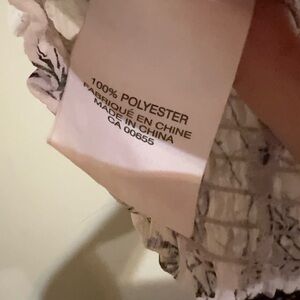 100% POLYESTER
FABRIQUÉ EN CHINE
MADE IN CHINA
CA 00655